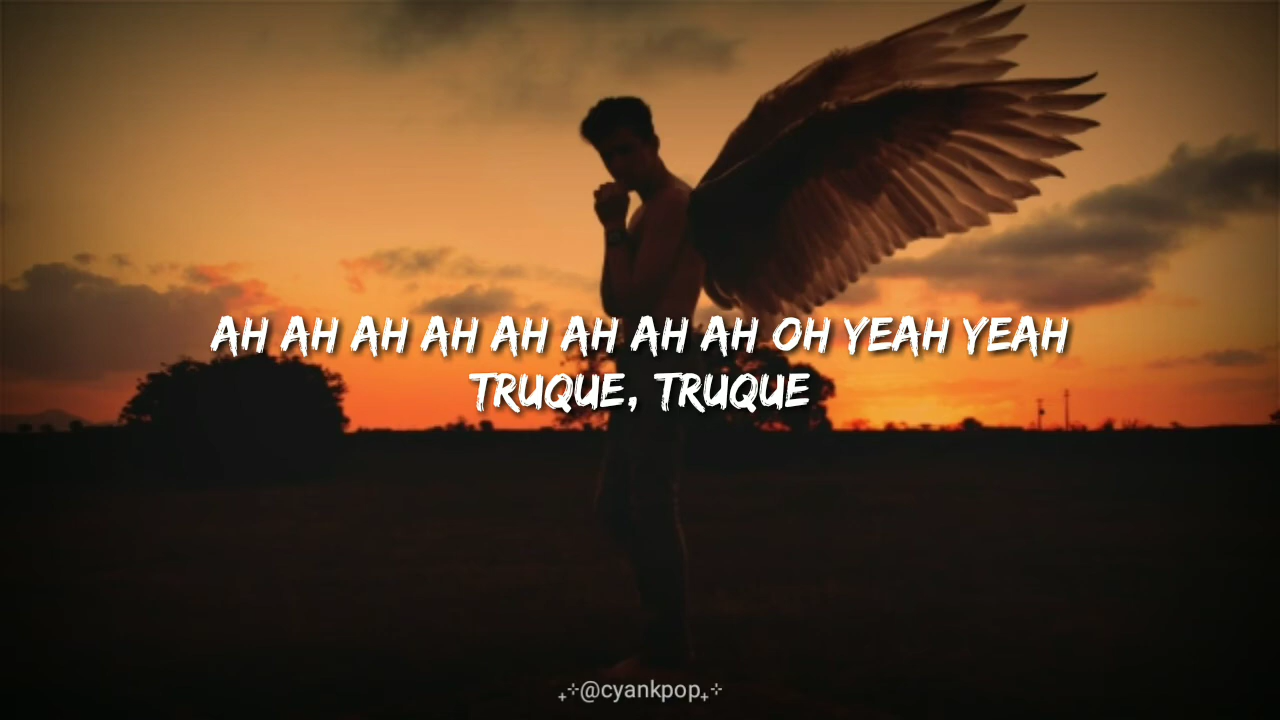 AH AH AH AH AH AH AH AH OH YEAH YEAH
TRUQUE, TRUQUE
₊⊹@cyankpop₊⊹